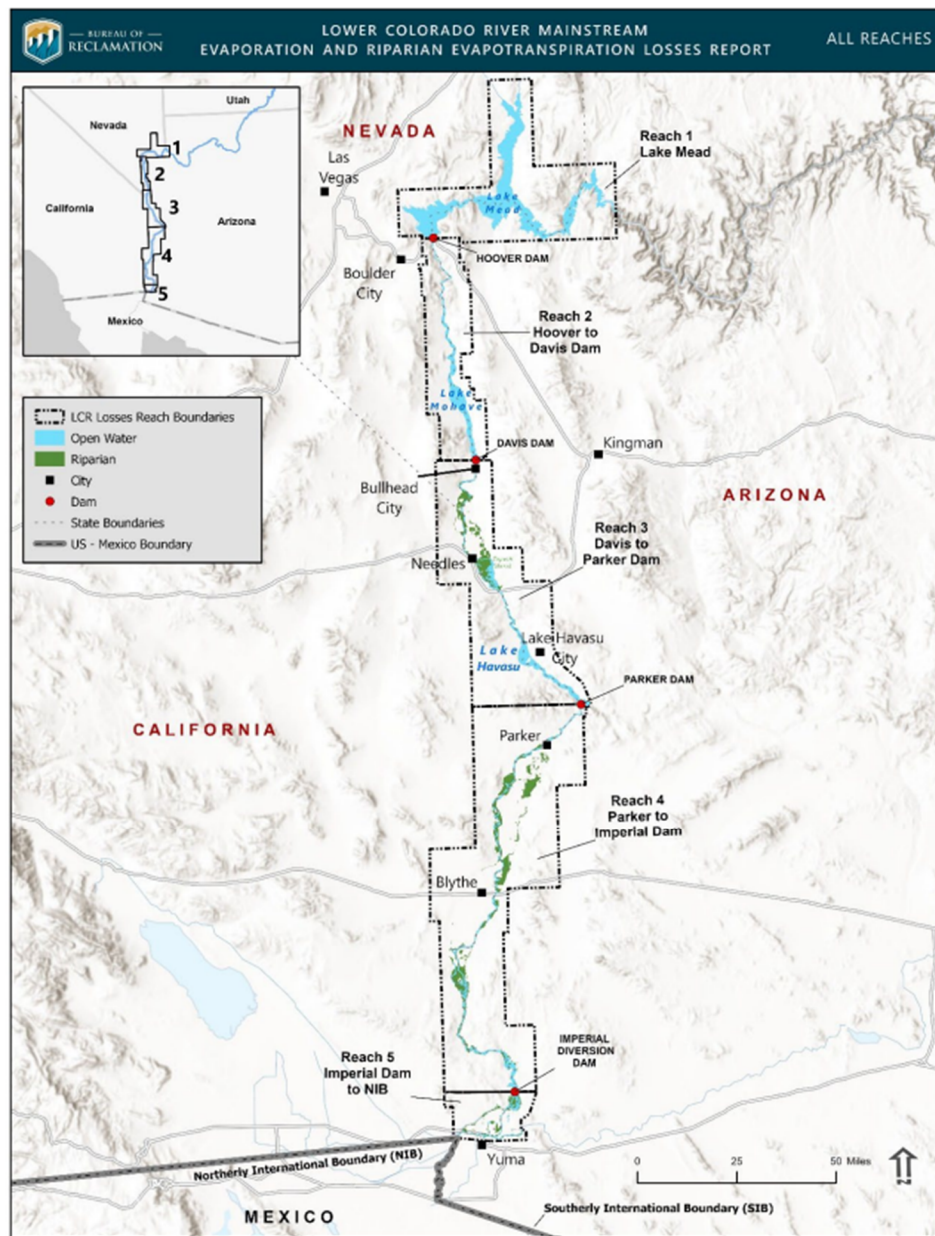 BUREAU OF
RECLAMATION
LOWER COLORADO RIVER MAINSTREAM
EVAPORATION AND RIPARIAN EVAPOTRANSPIRATION LOSSES REPORT
ALL REACHES
Utah
Nevada
1
2
3
California
Arizona
4
5
Mexico
NEVADA
Las
Vegas
Reach 1
Lake Mead
Lake
Mead
HOOVER DAM
Boulder
City
Reach 2
Hoover to
Davis Dam
Lake
Mohave
LCR Losses Reach Boundaries
Open Water
Riparian
City
Dam
State Boundaries
US - Mexico Boundary
DAVIS DAM
Kingman
Bullhead
City
ARIZONA
Reach 3
Davis to
Parker Dam
Needles
Lake Havasu
City
Lake
Havasu
PARKER DAM
CALIFORNIA
Parker
Reach 4
Parker to
Imperial Dam
Blythe
IMPERIAL
DIVERSION
DAM
Reach 5
Imperial Dam
to NIB
Yuma
Northerly International Boundary (NIB)
0 25 50 Miles
N
Southerly International Boundary (SIB)
MEXICO